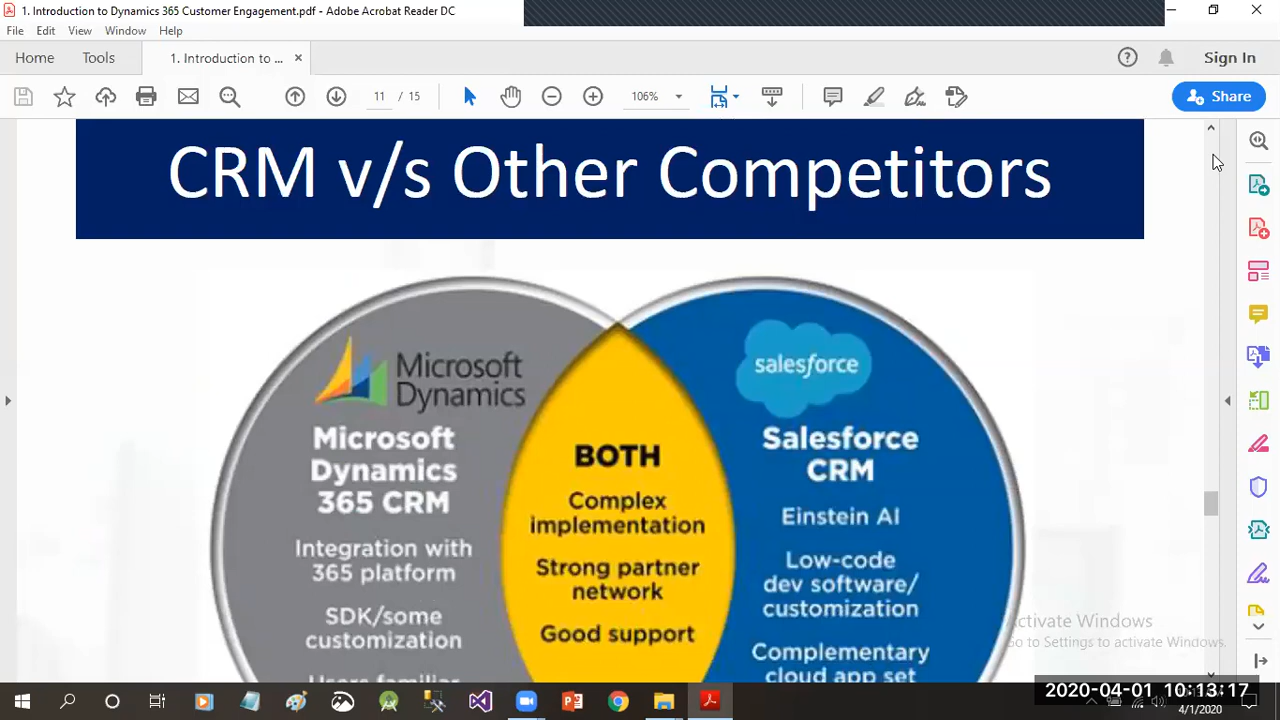 1. Introduction to Dynamics 365 Customer Engagement.pdf - Adobe Acrobat Reader DC
File Edit View Window Help
Home Tools 1. Introduction to ... × Sign In
11 / 15 106% Share
CRM v/s Other Competitors
Microsoft
Dynamics
Microsoft
Dynamics
365 CRM
Integration with
365 platform
SDK/some
customization
BOTH
Complex
implementation
Strong partner
network
Good support
salesforce
Salesforce
CRM
Einstein AI
Low-code
dev software/
customization
Complementary
cloud app set
Activate Windows
Go to Settings to activate Windows.
2020-04-01 10:13:17
4/1/2020